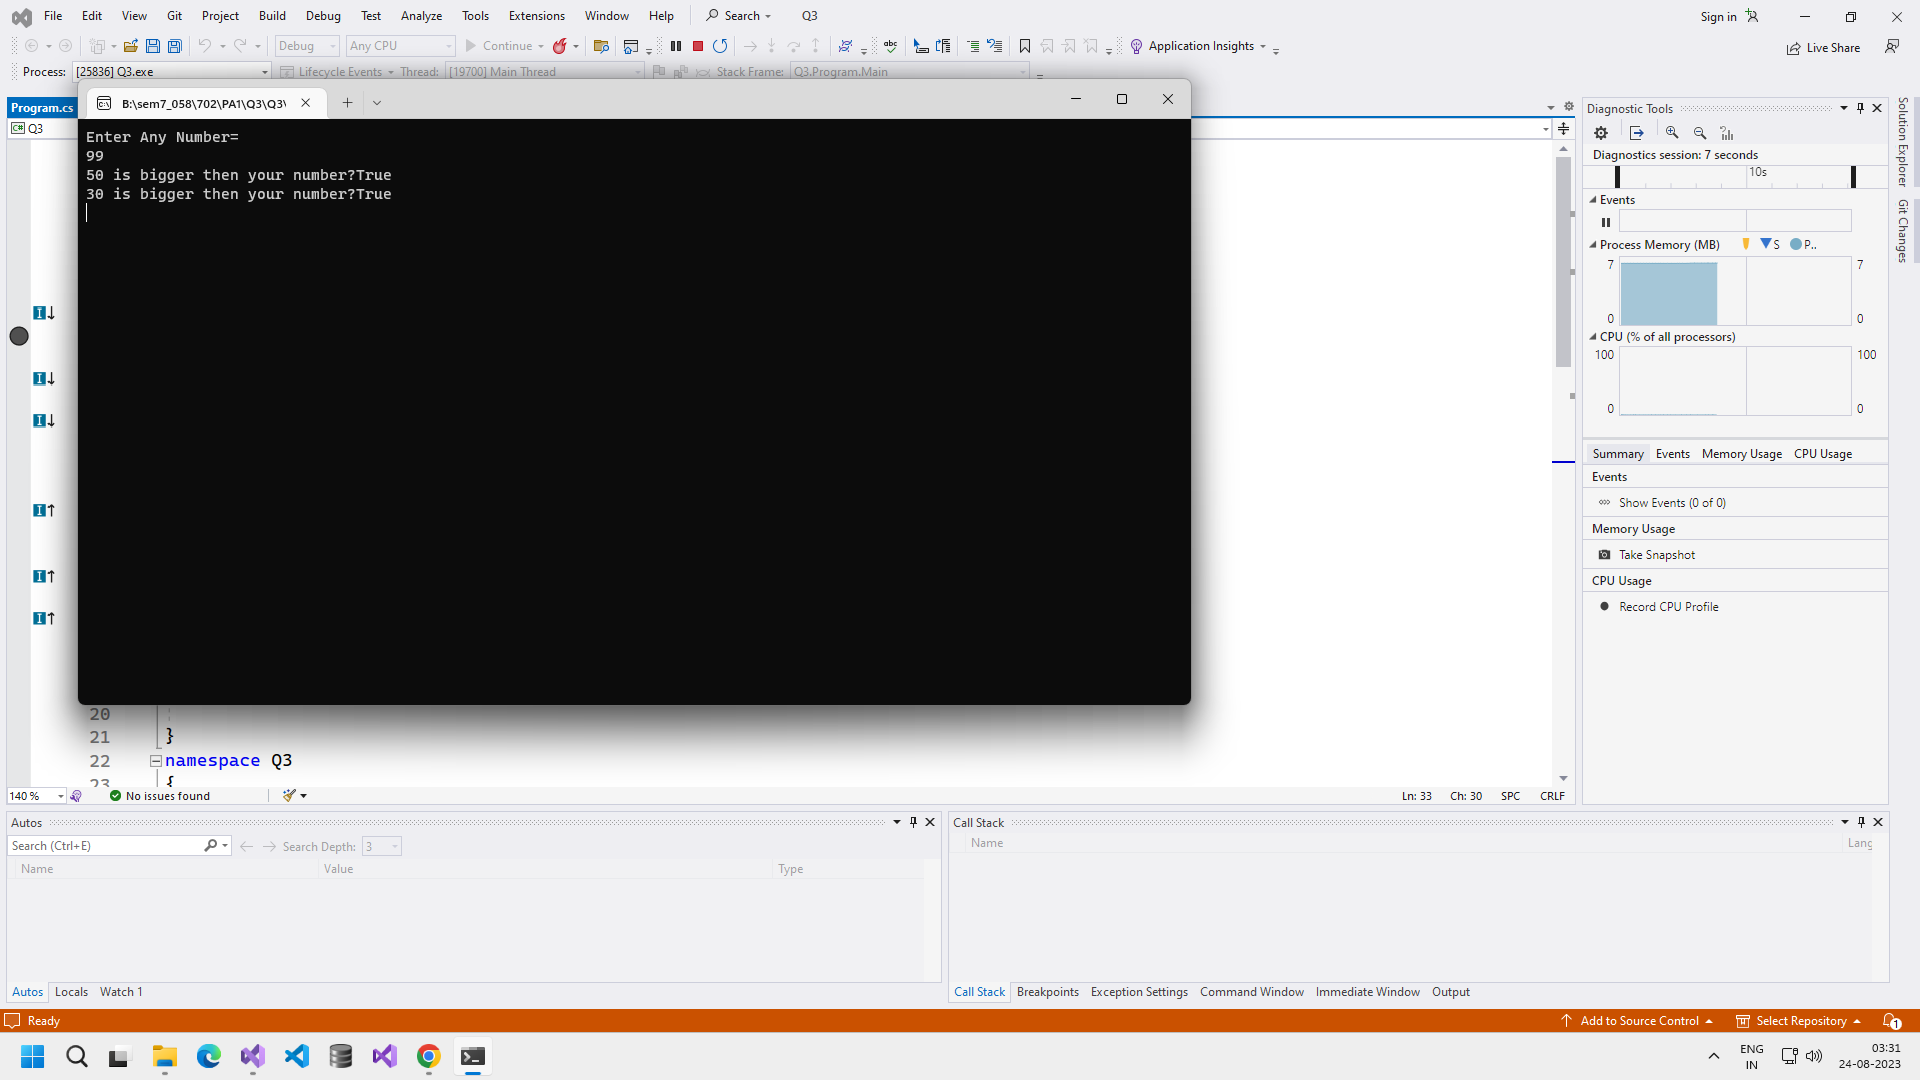 File Edit View Git Project Build Debug Test Analyze Tools Extensions Window Help Search Q3 Sign in
Debug Any CPU Continue Application Insights Live Share
Process: [25836] Q3.exe Lifecycle Events Thread: [19700] Main Thread Stack Frame: Q3.Program.Main
Program.cs
Q3
B:\sem7_058\702\PA1\Q3\Q3\
Enter Any Number=
99
50 is bigger then your number?True
30 is bigger then your number?True
20
21 }
22 namespace Q3
23 {
140 % No issues found Ln: 33 Ch: 30 SPC CRLF
Diagnostic Tools
Diagnostics session: 7 seconds
10s
Events
Process Memory (MB) S P..
7 7
0 0
CPU (% of all processors)
100 100
0 0
Summary Events Memory Usage CPU Usage
Events
Show Events (0 of 0)
Memory Usage
Take Snapshot
CPU Usage
Record CPU Profile
Solution Explorer
Git Changes
Autos
Search (Ctrl+E) Search Depth: 3
Name Value Type
Autos Locals Watch 1
Call Stack
Name Lang
Call Stack Breakpoints Exception Settings Command Window Immediate Window Output
Ready Add to Source Control Select Repository 1
ENG
IN
03:31
24-08-2023